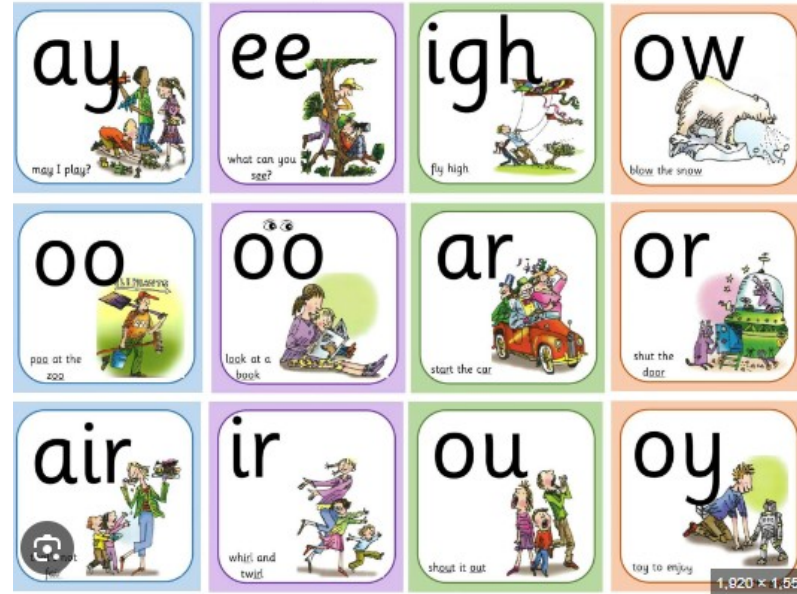 ay
may I play?
ee
what can you
see?
igh
fly high
ow
blow the snow
oo
poo at the
zoo
oo
look at a
book
ar
start the car
or
shut the
door
air
not
ir
whirl and
twirl
ou
shout it out
oy
toy to enjoy
1,920 × 1,55